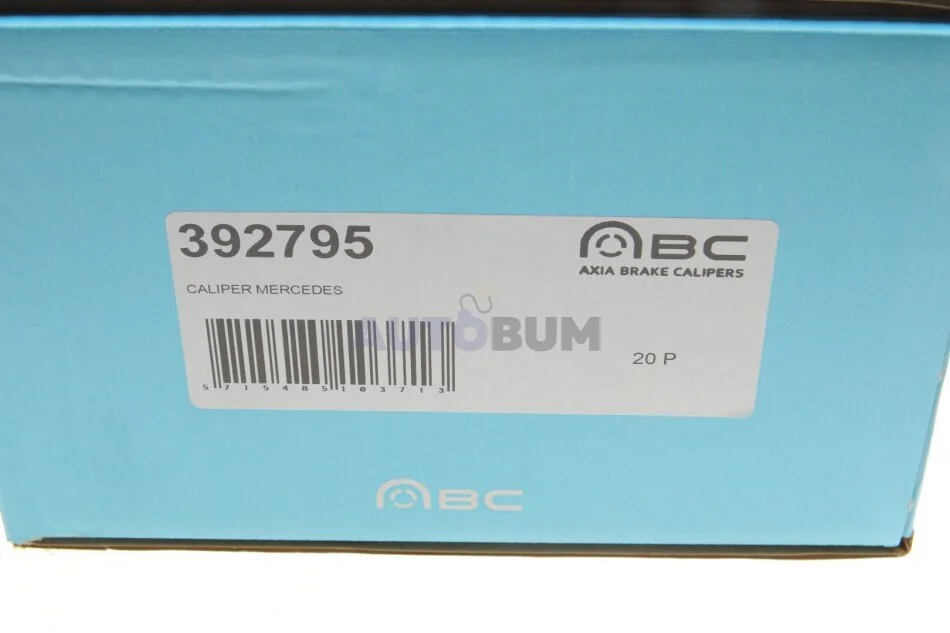 392795
ABC
AXIA BRAKE CALIPERS
CALIPER MERCEDES
AUTOBUM
5715485103713
20 P
ABC